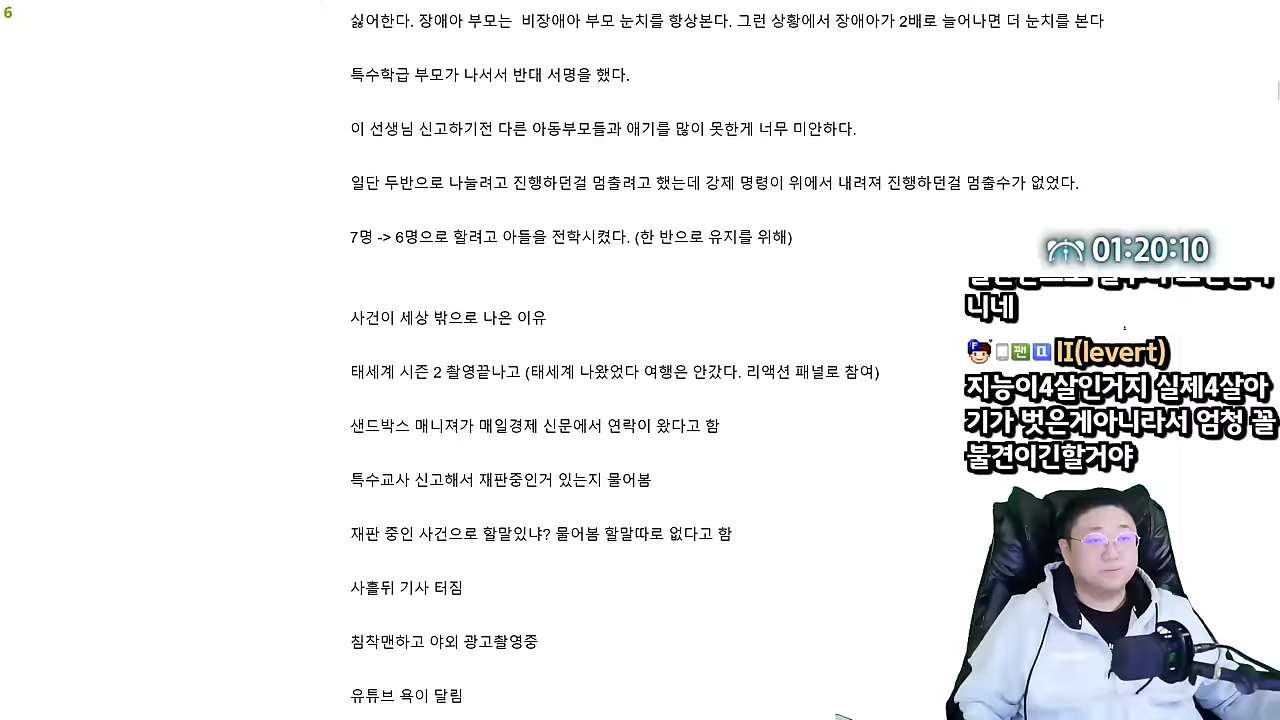 6
싫어한다. 장애아 부모는 비장애아 부모 눈치를 항상본다. 그런 상황에서 장애아가 2배로 늘어나면 더 눈치를 본다
특수학급 부모가 나서서 반대 서명을 했다.
이 선생님 신고하기전 다른 아동부모들과 얘기를 많이 못한게 너무 미안하다.
일단 두반으로 나눌려고 진행하던걸 멈출려고 했는데 강제 명령이 위에서 내려져 진행하던걸 멈출수가 없었다.
7명 -> 6명으로 할려고 아들을 전학시켰다. (한 반으로 유지를 위해)
01:20:10
니네
사건이 세상 밖으로 나온 이유
팬
lI(levert)
태세계 시즌 2 촬영끝나고 (태세계 나왔었다 여행은 안갔다. 리액션 패널로 참여)
지능이4살인거지 실제4살아
기가 벗은게아니라서 엄청 꼴
불견이긴할거야
샌드박스 매니져가 매일경제 신문에서 연락이 왔다고 함
특수교사 신고해서 재판중인거 있는지 물어봄
재판 중인 사건으로 할말있냐? 물어봄 할말따로 없다고 함
사흘뒤 기사 터짐
침착맨하고 야외 광고촬영중
유튜브 욕이 달림